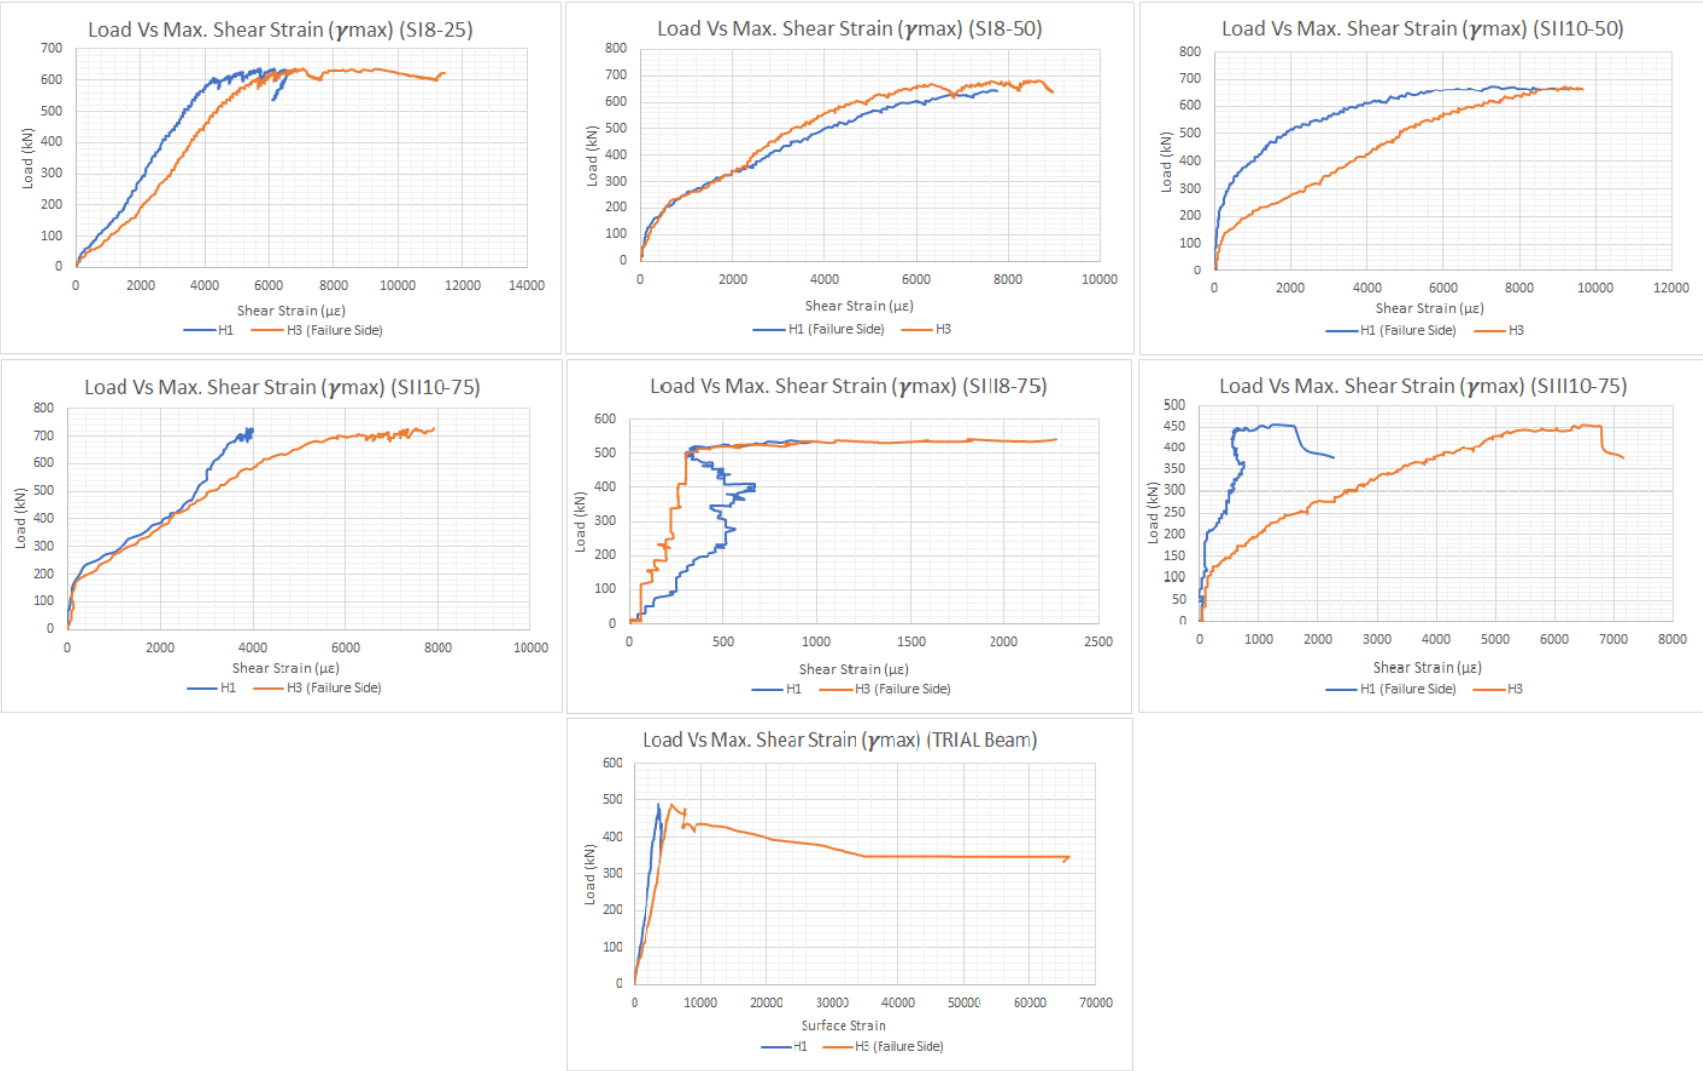 Load Vs Max. Shear Strain (γmax) (SI8-25)
700
600
500
400
300
200
100
0
Load (kN)
0 2000 4000 6000 8000 10000 12000 14000
Shear Strain (µε)
H1 H3 (Failure Side)
Load Vs Max. Shear Strain (γmax) (SI8-50)
800
700
600
500
400
300
200
100
0
Load (kN)
0 2000 4000 6000 8000 10000
Shear Strain (µε)
H1 (Failure Side) H3
Load Vs Max. Shear Strain (γmax) (SII10-50)
800
700
600
500
400
300
200
100
0
Load (kN)
0 2000 4000 6000 8000 10000 12000
Shear Strain (µε)
H1 (Failure Side) H3
Load Vs Max. Shear Strain (γmax) (SII10-75)
800
700
600
500
400
300
200
100
0
Load (kN)
0 2000 4000 6000 8000 10000
Shear Strain (µε)
H1 H3 (Failure Side)
Load Vs Max. Shear Strain (γmax) (SIII8-75)
600
500
400
300
200
100
0
Load (kN)
0 500 1000 1500 2000 2500
Shear Strain (µε)
H1 H3 (Failure Side)
Load Vs Max. Shear Strain (γmax) (SIII10-75)
500
450
400
350
300
250
200
150
100
50
0
Load (kN)
0 1000 2000 3000 4000 5000 6000 7000 8000
Shear Strain (µε)
H1 (Failure Side) H3
Load Vs Max. Shear Strain (γmax) (TRIAL Beam)
600
500
400
300
200
100
0
Load (kN)
0 10000 20000 30000 40000 50000 60000 70000
Surface Strain
H1 H3 (Failure Side)